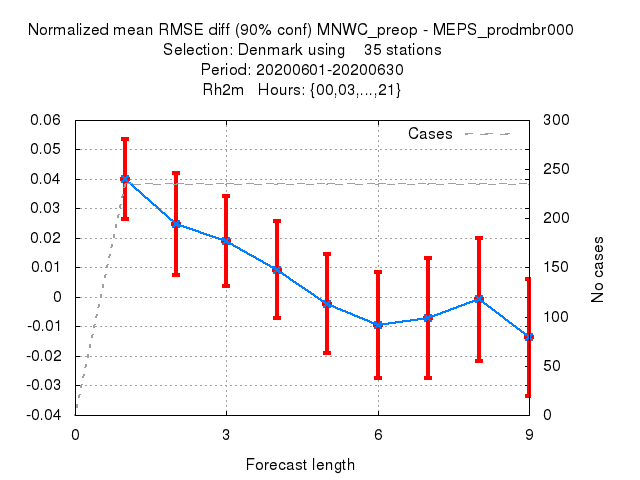 Normalized mean RMSE diff (90% conf) MNWC_preop - MEPS_prodmbr000
Selection: Denmark using    35 stations
Period: 20200601-20200630
Rh2m   Hours: {00,03,...,21}
Cases
0.06
0.05
0.04
0.03
0.02
0.01
0
-0.01
-0.02
-0.03
-0.04
300
250
200
150
100
50
0
No cases
0 3 6 9
Forecast length